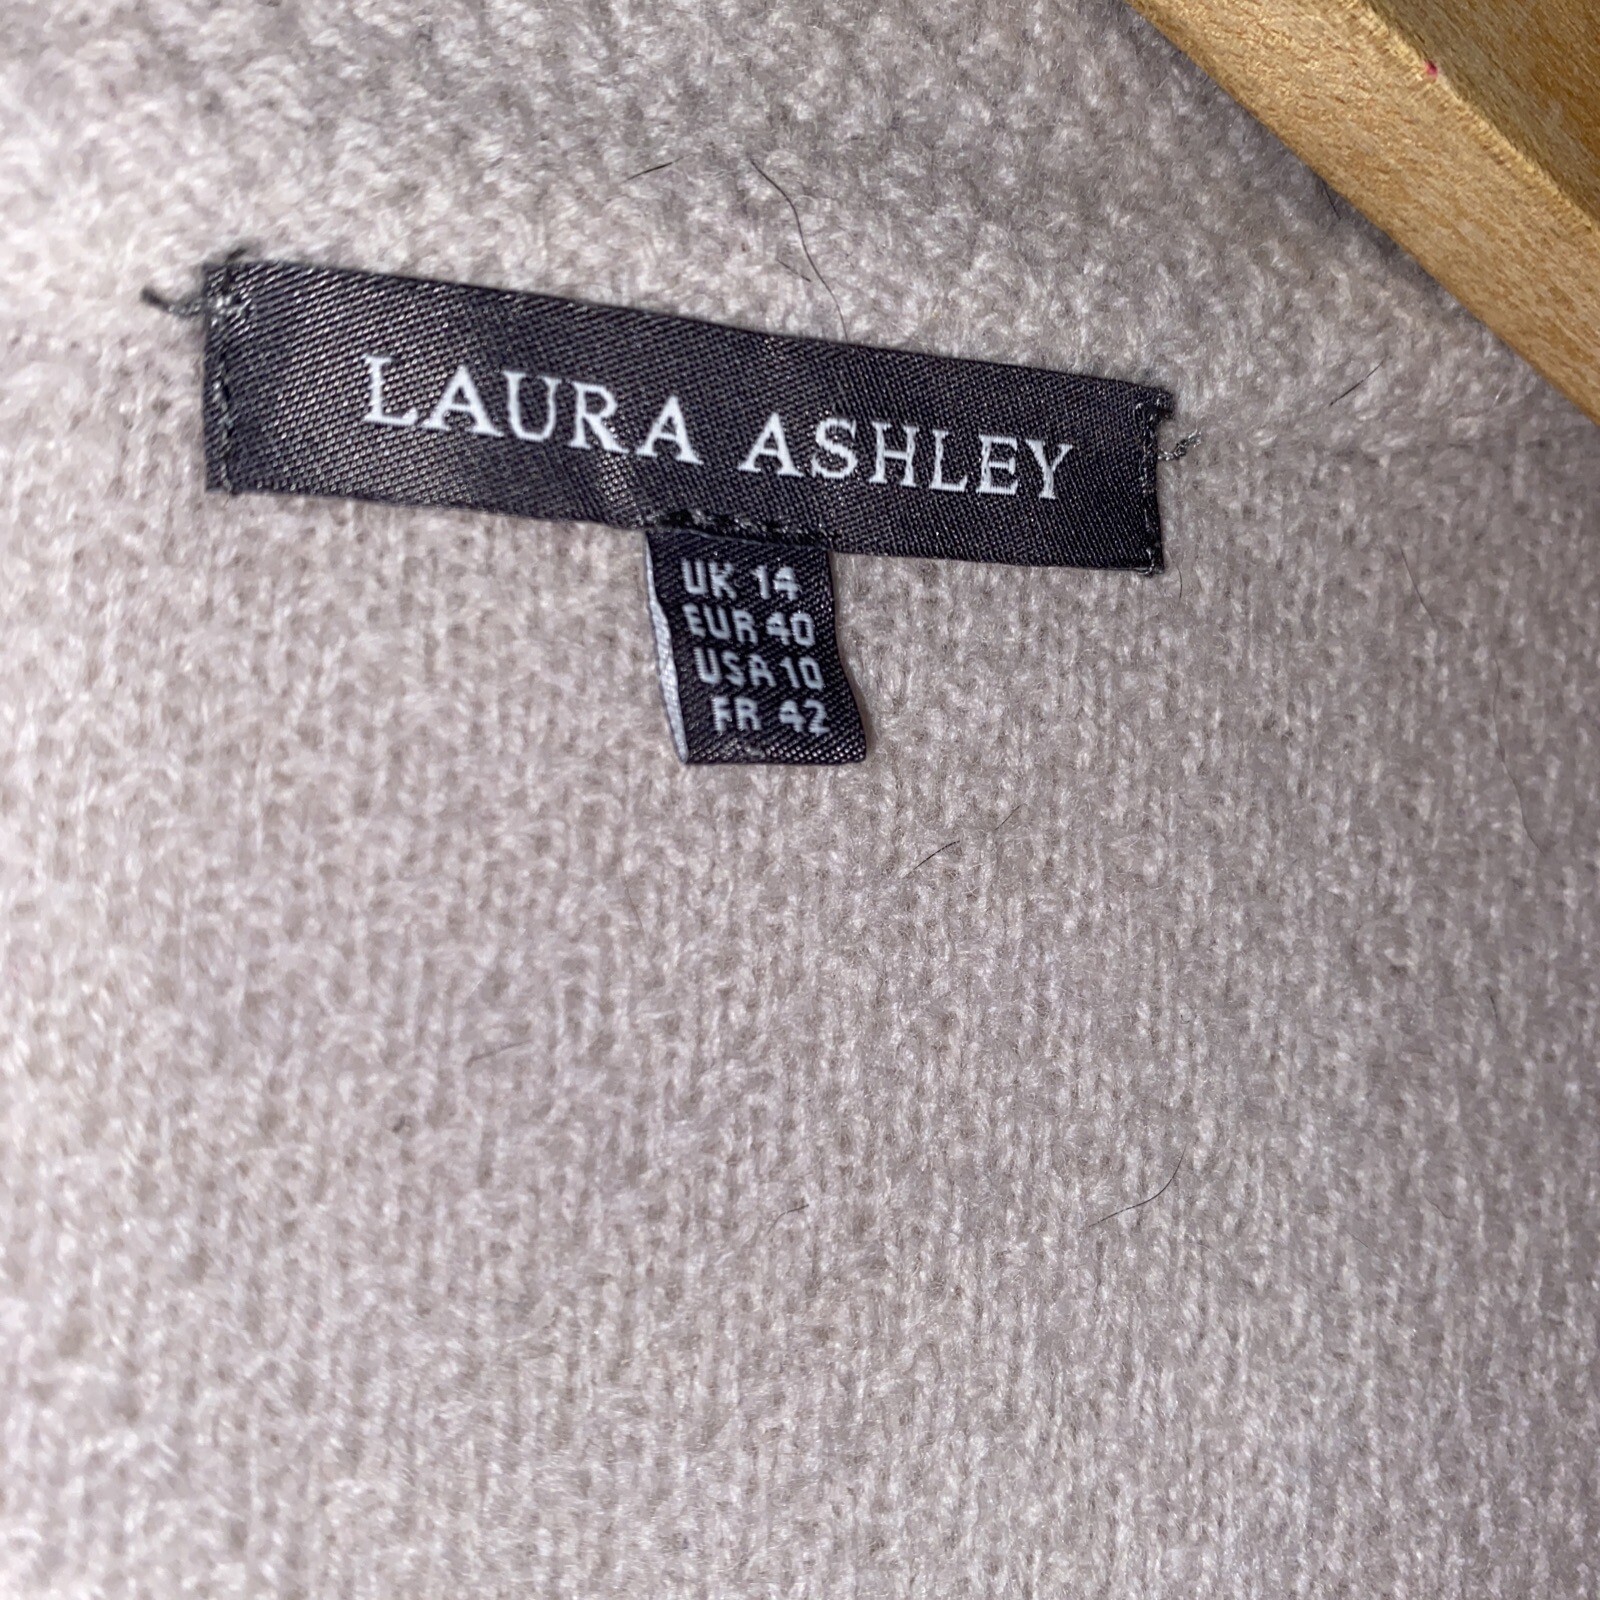 LAURA ASHLEY
UK 14
EUR 40
USA 10
FR 42